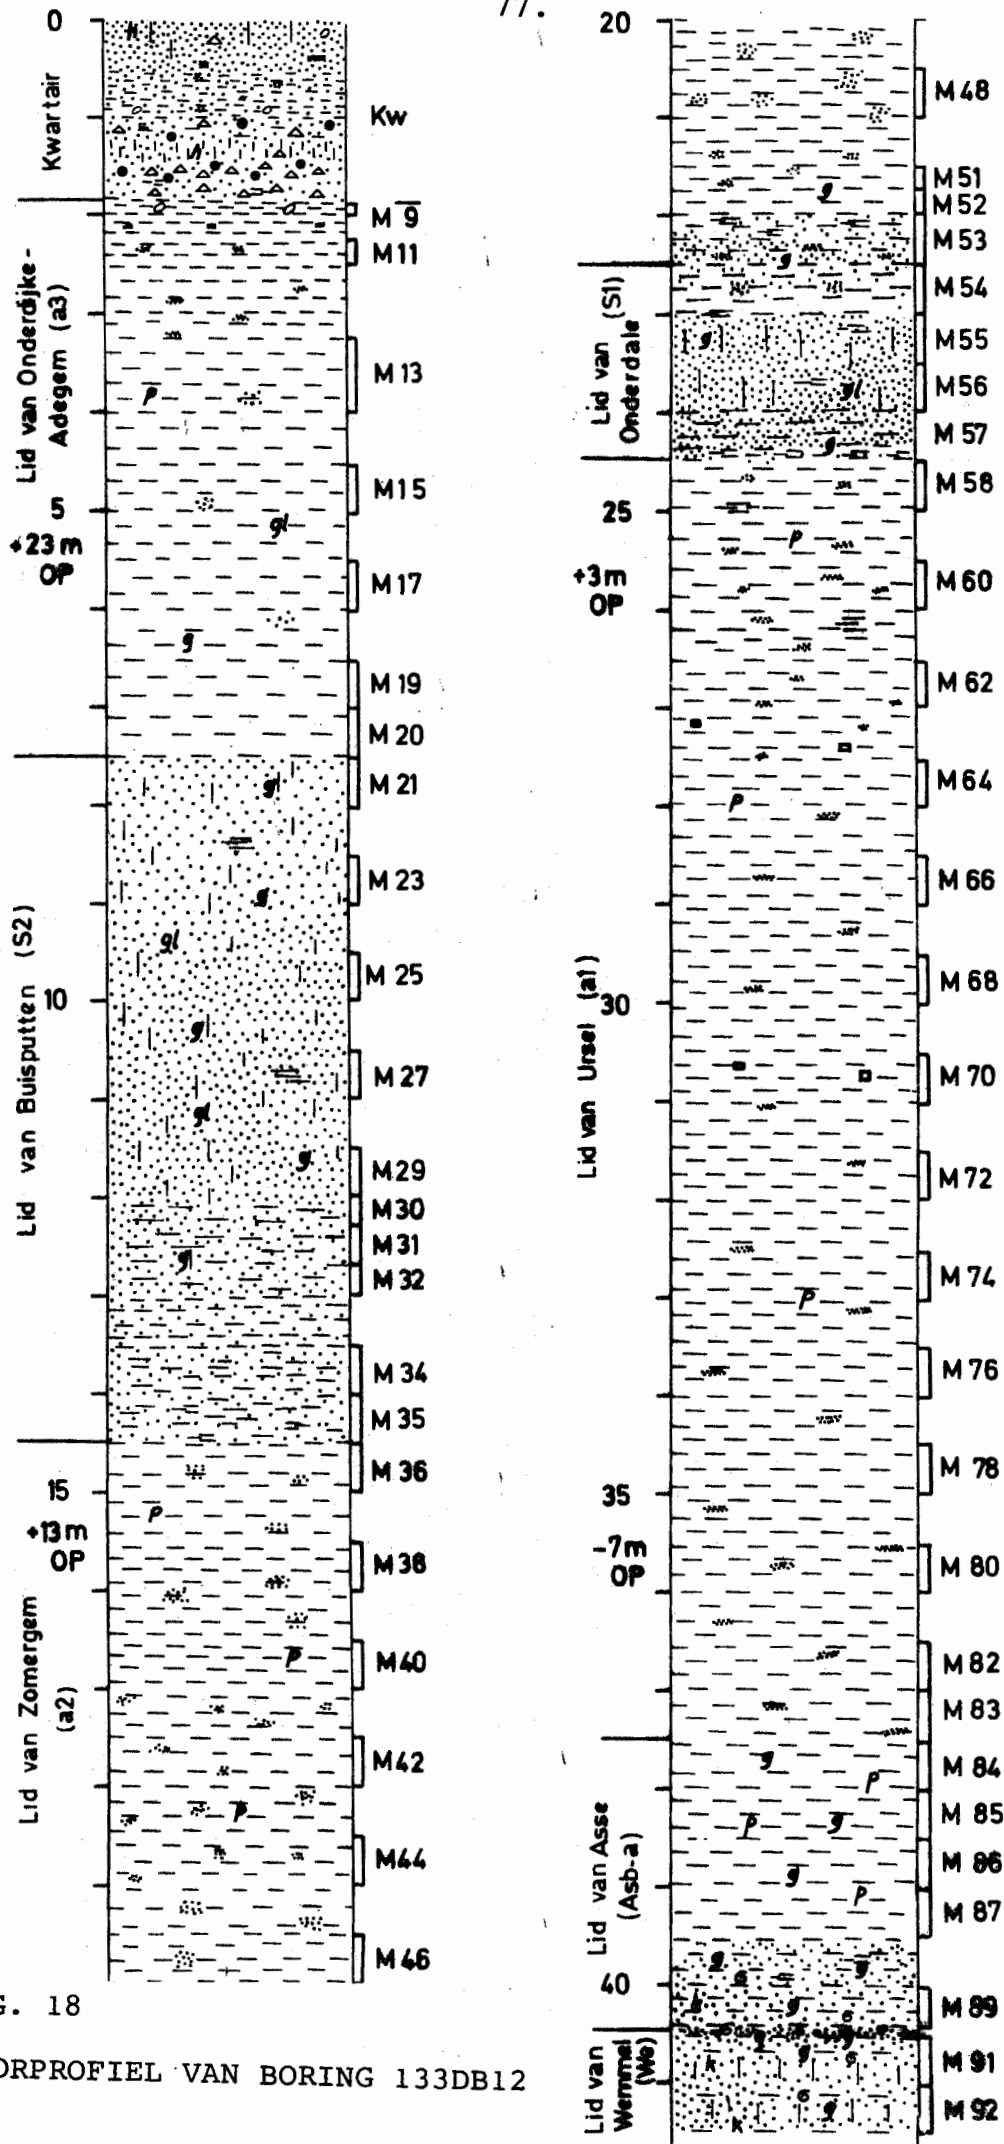 77.
0
Kwartair
Kw
M 9
M 11
Lid van Onderdijke-
Adegem (a3)
M 13
M 15
5
+23 m
OP
M 17
M 19
M 20
M 21
M 23
Lid van Buisputten (S2)
M 25
10
M 27
M 29
M 30
M 31
M 32
M 34
M 35
M 36
15
+13 m
OP
M 38
Lid van Zomergem
(a2)
M 40
M 42
M 44
M 46
20
M 48
M 51
M 52
M 53
Lid van (S1)
Onderdale
M 54
M 55
M 56
M 57
M 58
25
+3 m
OP
M 60
M 62
M 64
M 66
Lid van Ursel (a1)
M 68
30
M 70
M 72
M 74
M 76
M 78
35
-7m
OP
M 80
M 82
M 83
M 84
M 85
Lid van Asse
(Asb-a)
M 86
M 87
40
M 89
Lid van
Wemmel
(We)
M 91
M 92
G. 18
ORPROFIEL VAN BORING 133DB12